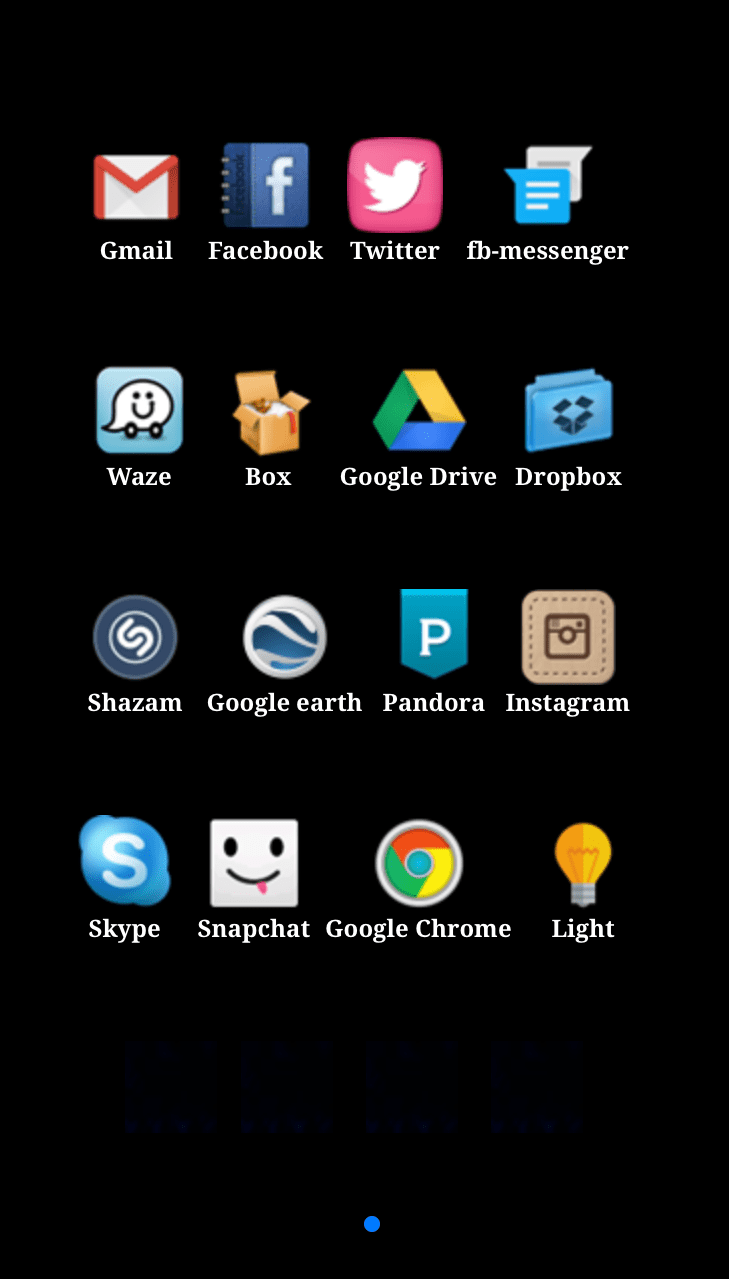 Gmail Facebook Twitter fb-messenger
Waze Box Google Drive Dropbox
P
Shazam Google earth Pandora Instagram
S
Skype Snapchat Google Chrome Light